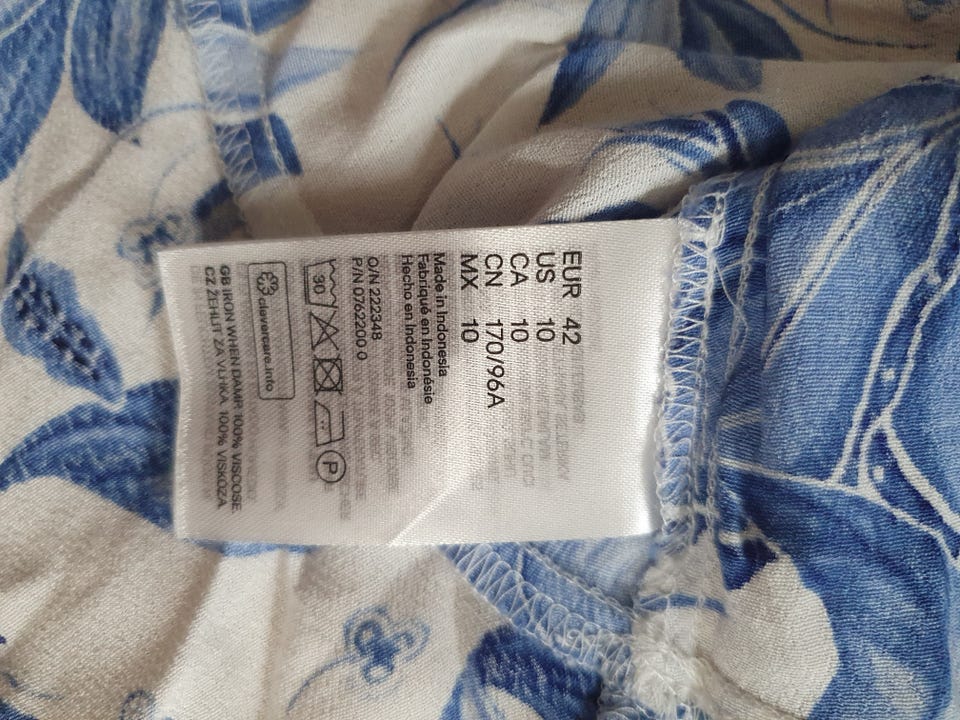 EUR 42
US 10
CA 10
CN 170/96A
MX 10
Made in Indonesia
Fabriqué en Indonésie
Hecho en Indonesia
O/N 222348
P/N 0762200 0
30
P
clevercare.info
GB IRON WHEN DAMP 100% VISCOSE.
CZ ŽEHLIT ZA VLHKA. 100% VISKÓZA.